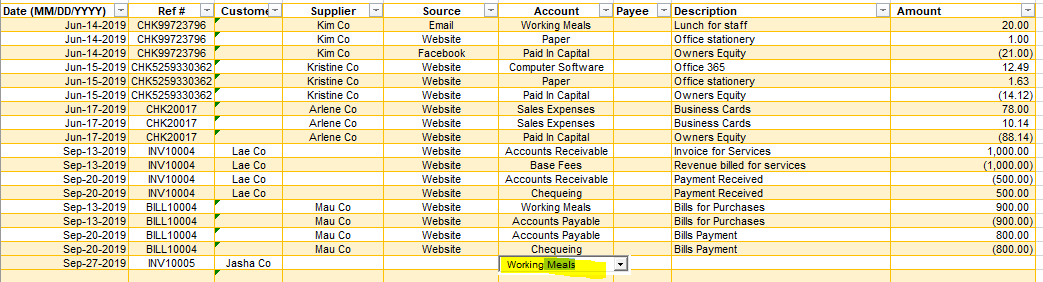 Date (MM/DD/YYYY) Ref # Custome Supplier Source Account Payee Description Amount
Jun-14-2019 CHK99723796 Kim Co Email Working Meals Lunch for staff 20.00
Jun-14-2019 CHK99723796 Kim Co Website Paper Office stationery 1.00
Jun-14-2019 CHK99723796 Kim Co Facebook Paid In Capital Owners Equity (21.00)
Jun-15-2019 CHK5259330362 Kristine Co Website Computer Software Office 365 12.49
Jun-15-2019 CHK5259330362 Kristine Co Website Paper Office stationery 1.63
Jun-15-2019 CHK5259330362 Kristine Co Website Paid In Capital Owners Equity (14.12)
Jun-17-2019 CHK20017 Arlene Co Website Sales Expenses Business Cards 78.00
Jun-17-2019 CHK20017 Arlene Co Website Sales Expenses Business Cards 10.14
Jun-17-2019 CHK20017 Arlene Co Website Paid In Capital Owners Equity (88.14)
Sep-13-2019 INV10004 Lae Co Website Accounts Receivable Invoice for Services 1,000.00
Sep-13-2019 INV10004 Lae Co Website Base Fees Revenue billed for services (1,000.00)
Sep-20-2019 INV10004 Lae Co Website Accounts Receivable Payment Received (500.00)
Sep-20-2019 INV10004 Lae Co Website Chequeing Payment Received 500.00
Sep-13-2019 BILL10004 Mau Co Website Working Meals Bills for Purchases 900.00
Sep-13-2019 BILL10004 Mau Co Website Accounts Payable Bills for Purchases (900.00)
Sep-20-2019 BILL10004 Mau Co Website Accounts Payable Bills Payment 800.00
Sep-20-2019 BILL10004 Mau Co Website Chequeing Bills Payment (800.00)
Sep-27-2019 INV10005 Jasha Co Working Meals